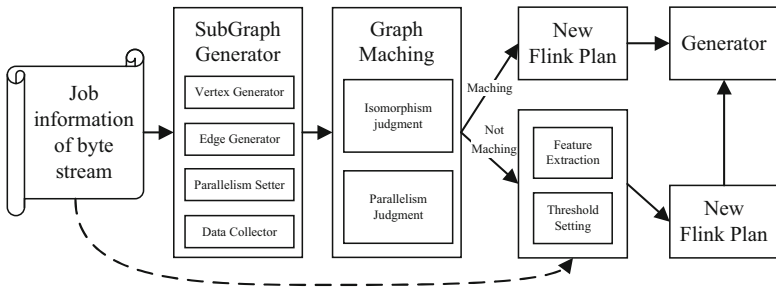 Job
information
of byte
stream
SubGraph
Generator
Vertex Generator
Edge Generator
Parallelism Setter
Data Collector
Graph
Maching
Isomorphism
judgment
Parallelism
Judgment
Maching
Not
Maching
New
Flink Plan
Generator
Feature
Extraction
Threshold
Setting
New
Flink Plan